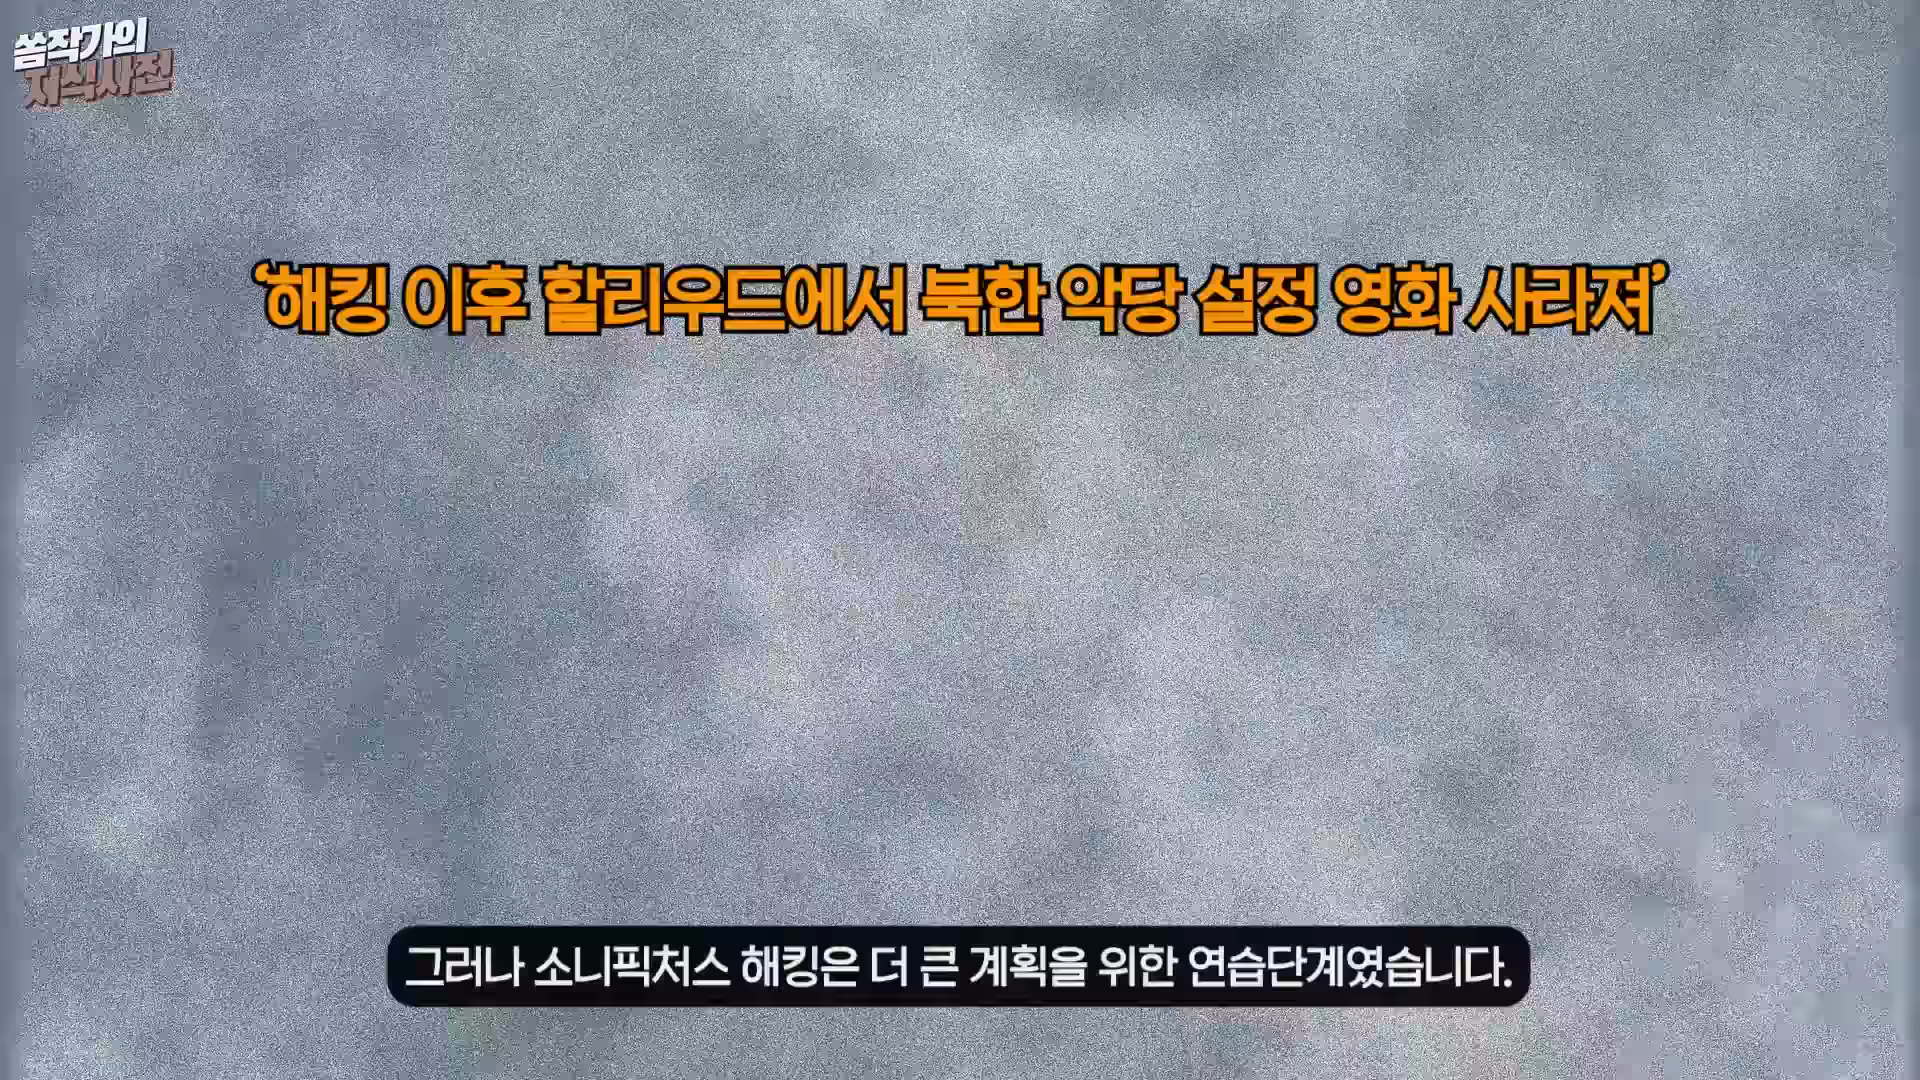 쏨작가의
지식사전
‘해킹 이후 할리우드에서 북한 악당 설정 영화 사라져’
그러나 소니픽처스 해킹은 더 큰 계획을 위한 연습단계였습니다.